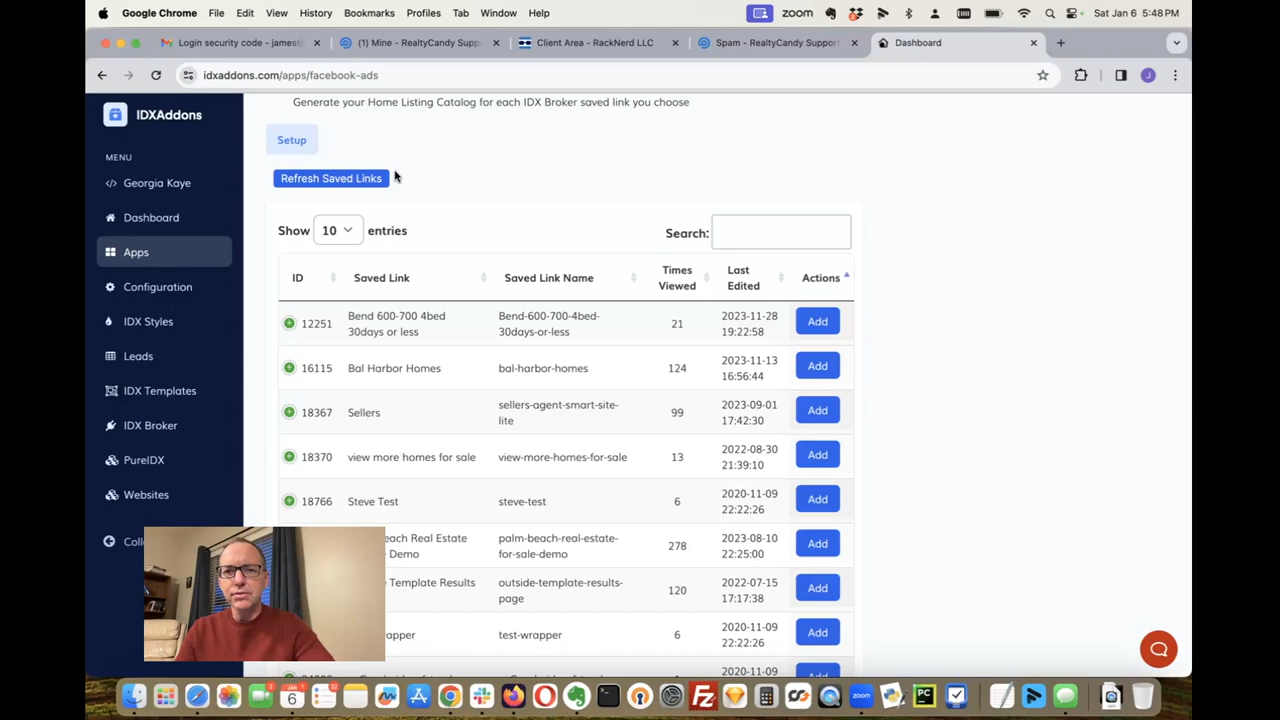 Google Chrome File Edit View History Bookmarks Profiles Tab Window Help zoom Sat Jan 6 5:48 PM
Login security code - james@ (1) Mine - RealtyCandy Supp Client Area - RackNerd LLC Spam - RealtyCandy Support Dashboard
idxaddons.com/apps/facebook-ads J
IDXAddons
MENU
Georgia Kaye
Dashboard
Apps
Configuration
IDX Styles
Leads
IDX Templates
IDX Broker
PureIDX
Websites
Generate your Home Listing Catalog for each IDX Broker saved link you choose
Setup
Refresh Saved Links
Show 10 entries Search:
ID Saved Link Saved Link Name Times Viewed Last Edited Actions
12251 Bend 600-700 4bed 30days or less Bend-600-700-4bed-30days-or-less 21 2023-11-28 19:22:58 Add
16115 Bal Harbor Homes bal-harbor-homes 124 2023-11-13 16:56:44 Add
18367 Sellers sellers-agent-smart-site-lite 99 2023-09-01 17:42:30 Add
18370 view more homes for sale view-more-homes-for-sale 13 2022-08-30 21:39:10 Add
18766 Steve Test steve-test 6 2020-11-09 22:22:26 Add
each Real Estate Demo palm-beach-real-estate-for-sale-demo 278 2023-08-10 22:25:00 Add
Template Results outside-template-results-page 120 2022-07-15 17:17:38 Add
apper test-wrapper 6 2020-11-09 22:22:26 Add
2020-11-09